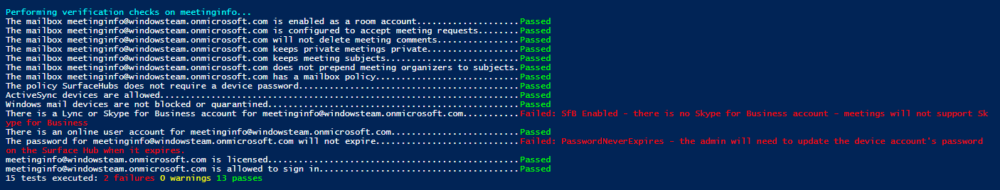 Performing verification checks on meetinginfo...
The mailbox meetinginfo@windowsteam.onmicrosoft.com is enabled as a room account....................Passed
The mailbox meetinginfo@windowsteam.onmicrosoft.com is configured to accept meeting requests........Passed
The mailbox meetinginfo@windowsteam.onmicrosoft.com will not delete meeting comments................Passed
The mailbox meetinginfo@windowsteam.onmicrosoft.com keeps private meetings private..................Passed
The mailbox meetinginfo@windowsteam.onmicrosoft.com keeps meeting subjects..........................Passed
The mailbox meetinginfo@windowsteam.onmicrosoft.com does not prepend meeting organizers to subjects.Passed
The mailbox meetinginfo@windowsteam.onmicrosoft.com has a mailbox policy............................Passed
The policy SurfaceHubs does not require a device password...........................................Passed
ActiveSync devices are allowed......................................................................Passed
Windows mail devices are not blocked or quarantined.................................................Passed
There is a Lync or Skype for Business account for meetinginfo@windowsteam.onmicrosoft.com...........Failed: SfB Enabled - there is no Skype for Business account - meetings will not support Sk
ype for Business
There is an online user account for meetinginfo@windowsteam.onmicrosoft.com.........................Passed
The password for meetinginfo@windowsteam.onmicrosoft.com will not expire............................Failed: PasswordNeverExpires - the admin will need to update the device account's password
on the Surface Hub when it expires.
meetinginfo@windowsteam.onmicrosoft.com is licensed.................................................Passed
meetinginfo@windowsteam.onmicrosoft.com is allowed to sign in.......................................Passed
15 tests executed: 2 failures 0 warnings 13 passes